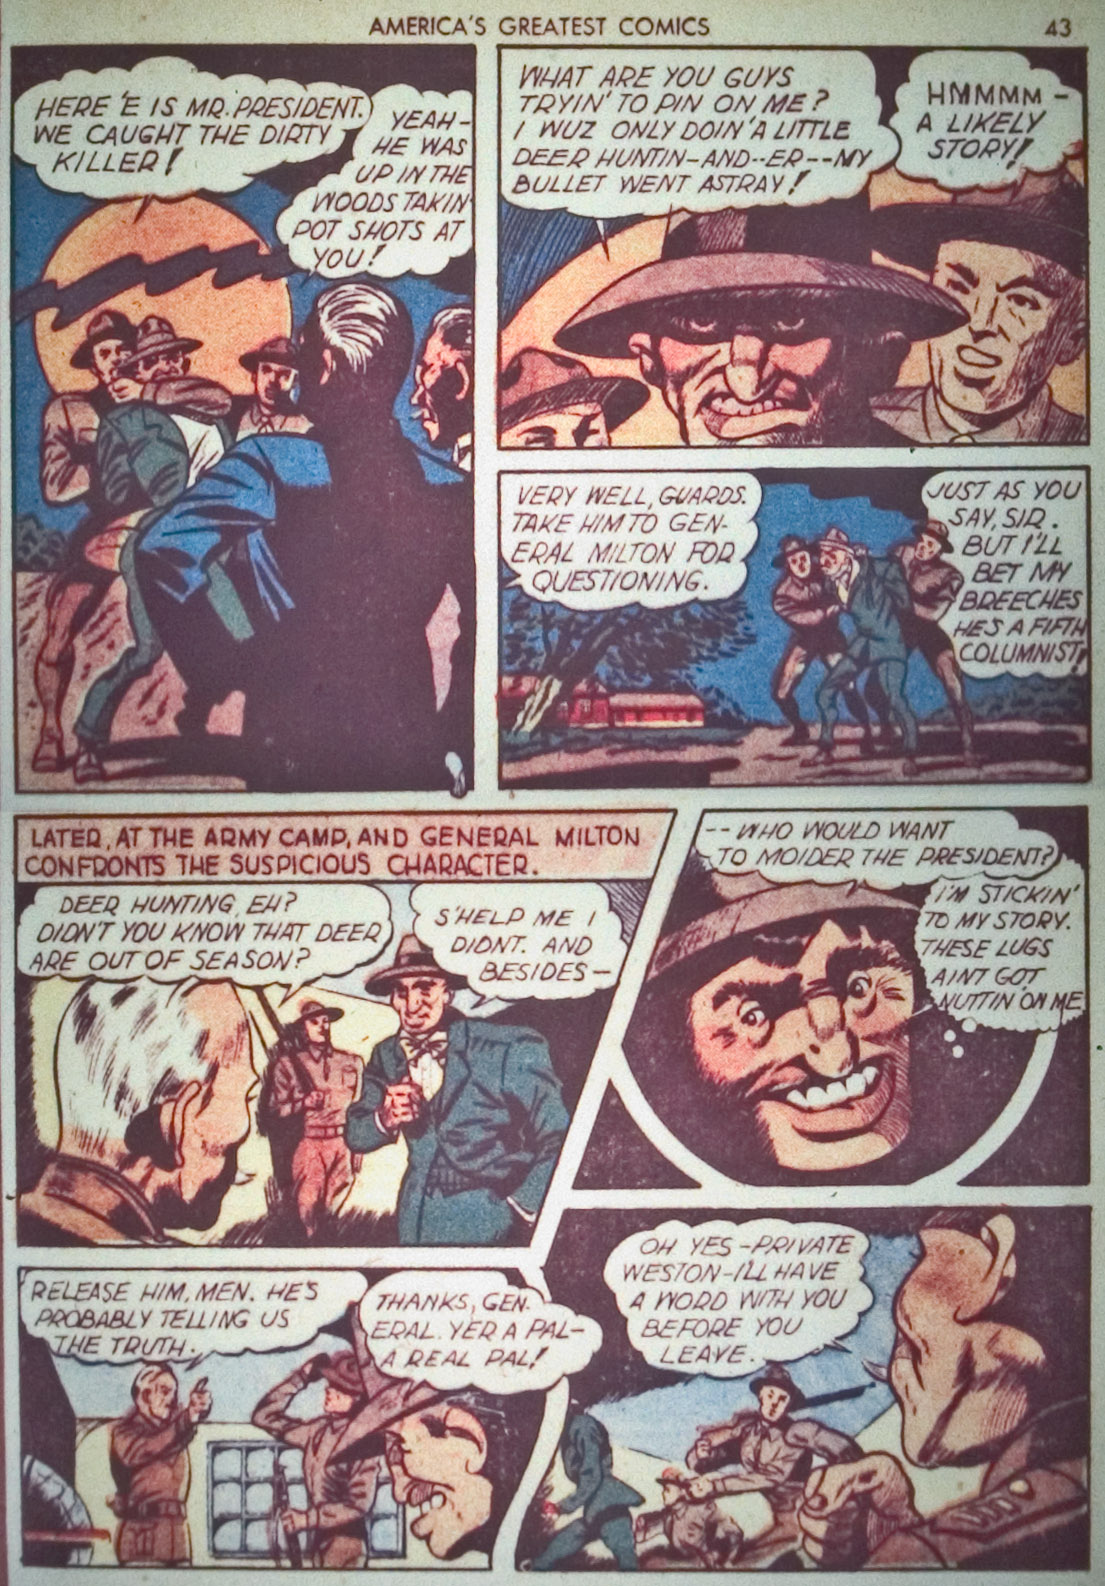 AMERICA'S GREATEST COMICS
43
HERE 'E IS MR. PRESIDENT.
WE CAUGHT THE DIRTY
KILLER!
YEAH-
HE WAS
UP IN THE
WOODS TAKIN'
POT SHOTS AT
YOU!
WHAT ARE YOU GUYS
TRYIN' TO PIN ON ME?
I WUZ ONLY DOIN' A LITTLE
DEER HUNTIN-AND--ER--MY
BULLET WENT ASTRAY!
HMMMM-
A LIKELY
STORY!
VERY WELL, GUARDS.
TAKE HIM TO GEN-
ERAL MILTON FOR
QUESTIONING.
JUST AS YOU
SAY, SIR.
BUT I'LL
BET MY
BREECHES
HE'S A FIFTH
COLUMNIST!
LATER, AT THE ARMY CAMP, AND GENERAL MILTON
CONFRONTS THE SUSPICIOUS CHARACTER.
DEER HUNTING, EH?
DIDN'T YOU KNOW THAT DEER
ARE OUT OF SEASON?
S'HELP ME I
DIDNT. AND
BESIDES-
-- WHO WOULD WANT
TO MOIDER THE PRESIDENT?
I'M STICKIN'
TO MY STORY.
THESE LUGS
AINT GOT
NUTTIN ON ME.
RELEASE HIM, MEN. HE'S
PROBABLY TELLING US
THE TRUTH.
THANKS, GEN-
ERAL. YER A PAL-
A REAL PAL!
OH YES-PRIVATE
WESTON-I'LL HAVE
A WORD WITH YOU
BEFORE YOU
LEAVE.